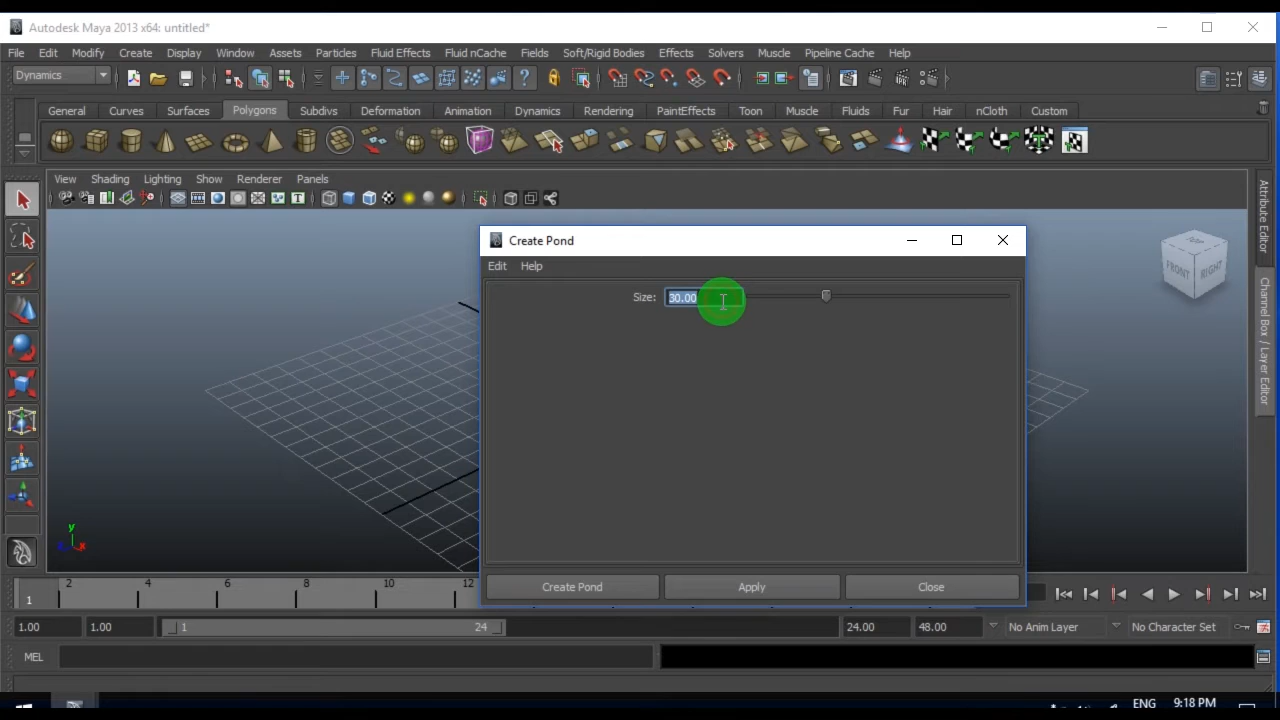 Autodesk Maya 2013 x64: untitled*
File Edit Modify Create Display Window Assets Particles Fluid Effects Fluid nCache Fields Soft/Rigid Bodies Effects Solvers Muscle Pipeline Cache Help
Dynamics
General Curves Surfaces Polygons Subdivs Deformation Animation Dynamics Rendering PaintEffects Toon Muscle Fluids Fur Hair nCloth Custom
View Shading Lighting Show Renderer Panels
Create Pond
Edit Help
Size: 30.00
TOP
FRONT RIGHT
Attribute Editor
Channel Box / Layer Editor
y
x
Create Pond Apply Close
2 4 6 8 10 12
1
1.00 1.00 1 24 24.00 48.00 No Anim Layer No Character Set
MEL
ENG 9:18 PM